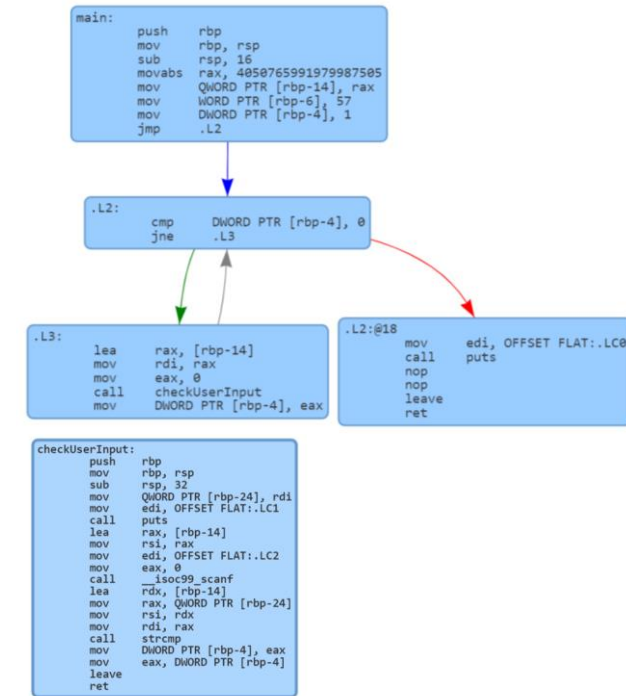 main:
push rbp
mov rbp, rsp
sub rsp, 16
movabs rax, 4050765991979987505
mov QWORD PTR [rbp-14], rax
mov WORD PTR [rbp-6], 57
mov DWORD PTR [rbp-4], 1
jmp .L2
.L2:
cmp DWORD PTR [rbp-4], 0
jne .L3
.L3:
lea rax, [rbp-14]
mov rdi, rax
mov eax, 0
call checkUserInput
mov DWORD PTR [rbp-4], eax
.L2:@18
mov edi, OFFSET FLAT:.LC0
call puts
nop
nop
leave
ret
checkUserInput:
push rbp
mov rbp, rsp
sub rsp, 32
mov QWORD PTR [rbp-24], rdi
mov edi, OFFSET FLAT:.LC1
call puts
lea rax, [rbp-14]
mov rsi, rax
mov edi, OFFSET FLAT:.LC2
mov eax, 0
call __isoc99_scanf
lea rdx, [rbp-14]
mov rax, QWORD PTR [rbp-24]
mov rsi, rdx
mov rdi, rax
call strcmp
mov DWORD PTR [rbp-4], eax
mov eax, DWORD PTR [rbp-4]
leave
ret